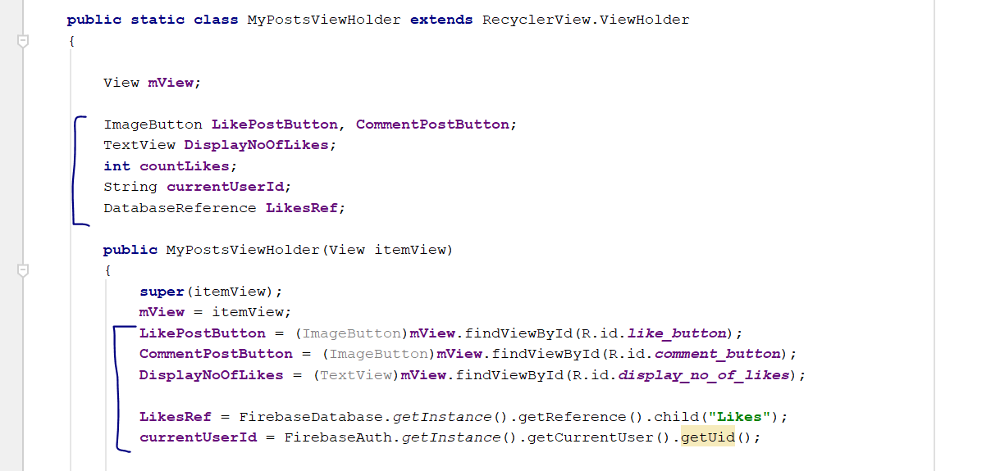 public static class MyPostsViewHolder extends RecyclerView.ViewHolder
{
View mView;
ImageButton LikePostButton, CommentPostButton;
TextView DisplayNoOfLikes;
int countLikes;
String currentUserId;
DatabaseReference LikesRef;
public MyPostsViewHolder(View itemView)
{
super(itemView);
mView = itemView;
LikePostButton = (ImageButton)mView.findViewById(R.id.like_button);
CommentPostButton = (ImageButton)mView.findViewById(R.id.comment_button);
DisplayNoOfLikes = (TextView)mView.findViewById(R.id.display_no_of_likes);
LikesRef = FirebaseDatabase.getInstance().getReference().child("Likes");
currentUserId = FirebaseAuth.getInstance().getCurrentUser().getUid();